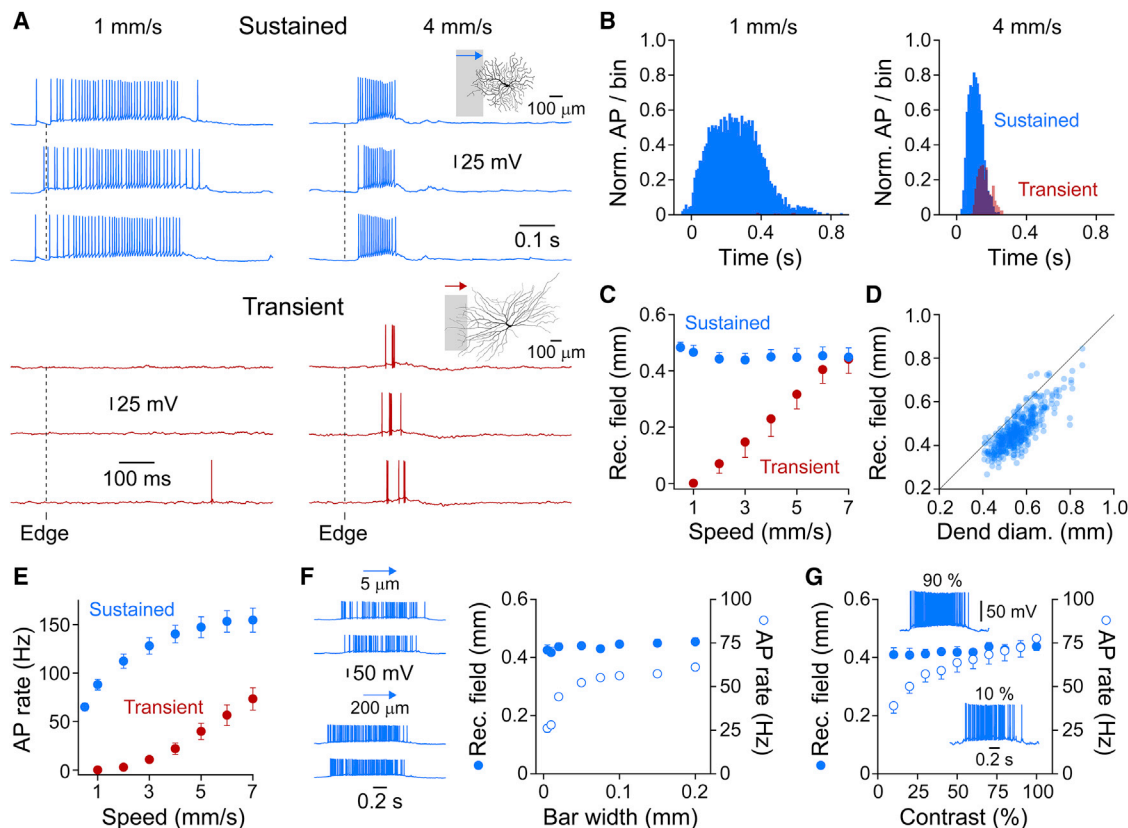 A
1 mm/s
Sustained
4 mm/s
100 µm
25 mV
0.1 s
Transient
100 µm
25 mV
100 ms
Edge
Edge
B
1 mm/s
4 mm/s
Norm. AP / bin
1.0
0.8
0.6
0.4
0.2
0
0
0.4
0.8
Time (s)
Norm. AP / bin
1.0
0.8
0.6
0.4
0.2
0
Sustained
Transient
0
0.4
0.8
Time (s)
C
Rec. field (mm)
0.6
0.4
0.2
0
Sustained
Transient
1
3
5
7
Speed (mm/s)
D
Rec. field (mm)
1.0
0.8
0.6
0.4
0.2
0.2
0.4
0.6
0.8
1.0
Dend diam. (mm)
E
AP rate (Hz)
150
100
50
0
Sustained
Transient
1
3
5
7
Speed (mm/s)
F
5 µm
50 mV
200 µm
0.2 s
Rec. field (mm)
0.6
0.4
0.2
0
0
0.1
0.2
Bar width (mm)
100
75
50
25
0
AP rate (Hz)
G
Rec. field (mm)
0.6
0.4
0.2
0
90 %
50 mV
10 %
0.2 s
0
25
50
75
100
Contrast (%)
100
75
50
25
0
AP rate (Hz)